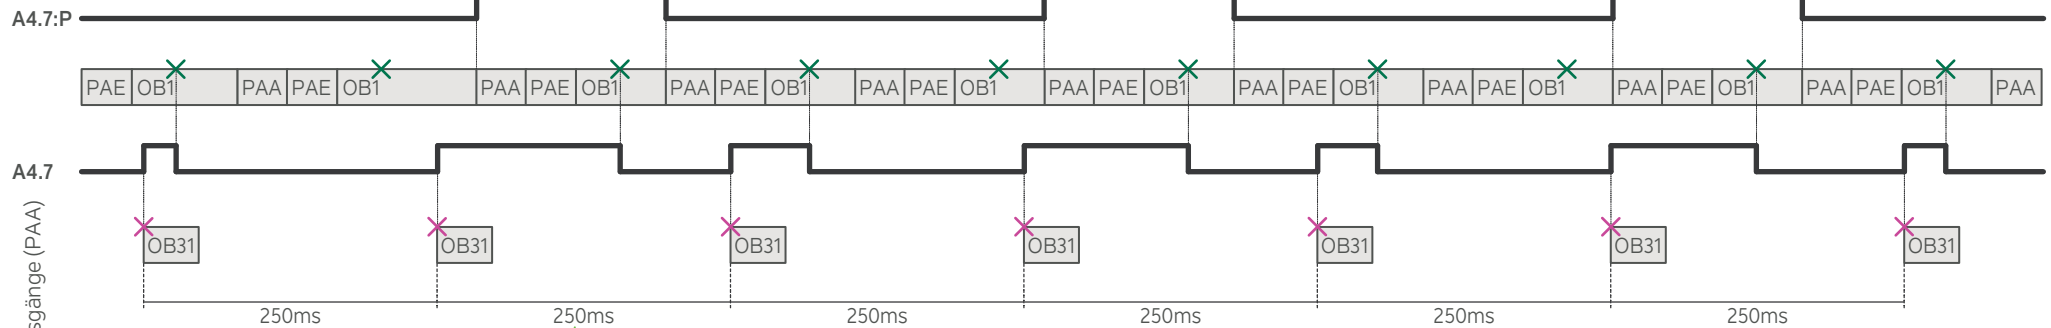 A4.7:P
PAE OB1 PAA PAE OB1 PAA PAE OB1 PAA PAE OB1 PAA PAE OB1 PAA PAE OB1 PAA PAE OB1 PAA PAE OB1 PAA PAE OB1 PAA PAE OB1 PAA
A4.7
OB31 OB31 OB31 OB31 OB31 OB31 OB31
250ms 250ms 250ms 250ms 250ms 250ms
sgänge (PAA)